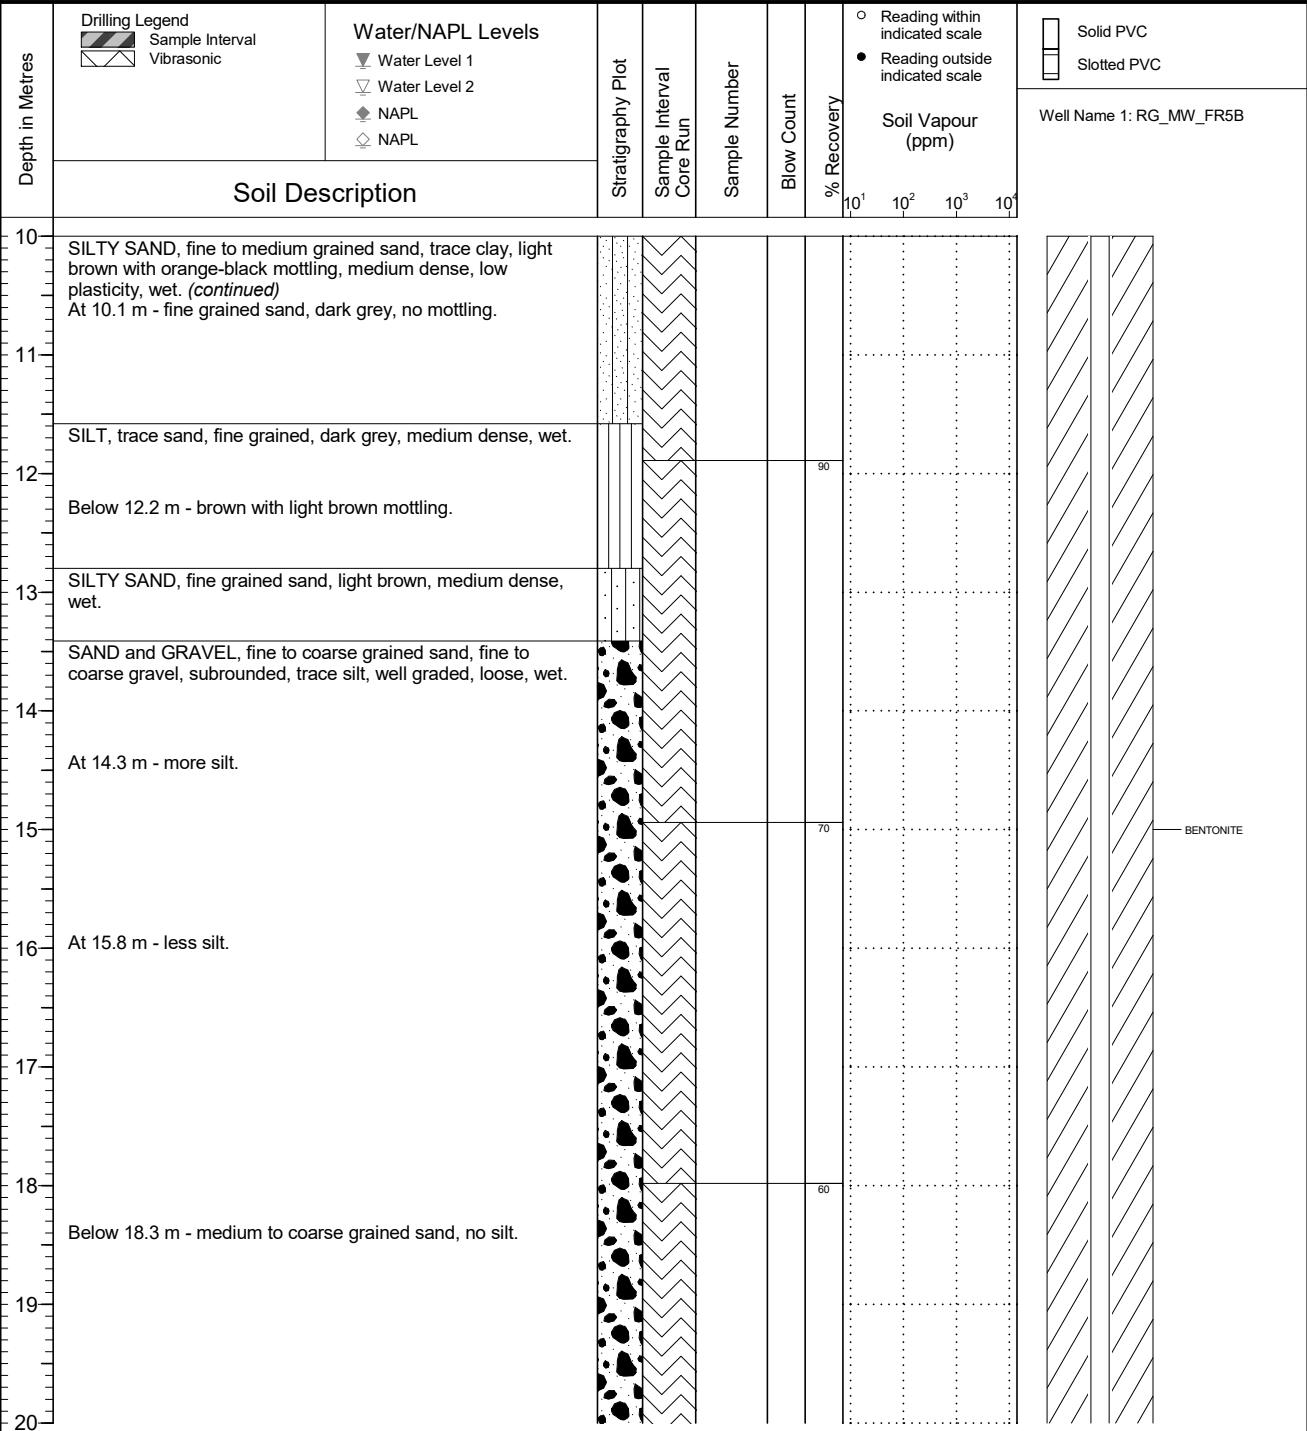 Drilling Legend
Sample Interval
Vibrasonic
Water/NAPL Levels
Water Level 1
Water Level 2
NAPL
NAPL
Depth in Metres
Soil Description
Stratigraphy Plot
Sample Interval
Core Run
Sample Number
Blow Count
% Recovery
Reading within
indicated scale
Reading outside
indicated scale
Soil Vapour
(ppm)
10¹ 10² 10³ 10⁴
Solid PVC
Slotted PVC
Well Name 1: RG_MW_FR5B
10
SILTY SAND, fine to medium grained sand, trace clay, light
brown with orange-black mottling, medium dense, low
plasticity, wet. (continued)
At 10.1 m - fine grained sand, dark grey, no mottling.
11
SILT, trace sand, fine grained, dark grey, medium dense, wet.
90
12
Below 12.2 m - brown with light brown mottling.
SILTY SAND, fine grained sand, light brown, medium dense,
wet.
13
SAND and GRAVEL, fine to coarse grained sand, fine to
coarse gravel, subrounded, trace silt, well graded, loose, wet.
14
At 14.3 m - more silt.
15
70
BENTONITE
At 15.8 m - less silt.
16
17
18
60
Below 18.3 m - medium to coarse grained sand, no silt.
19
20